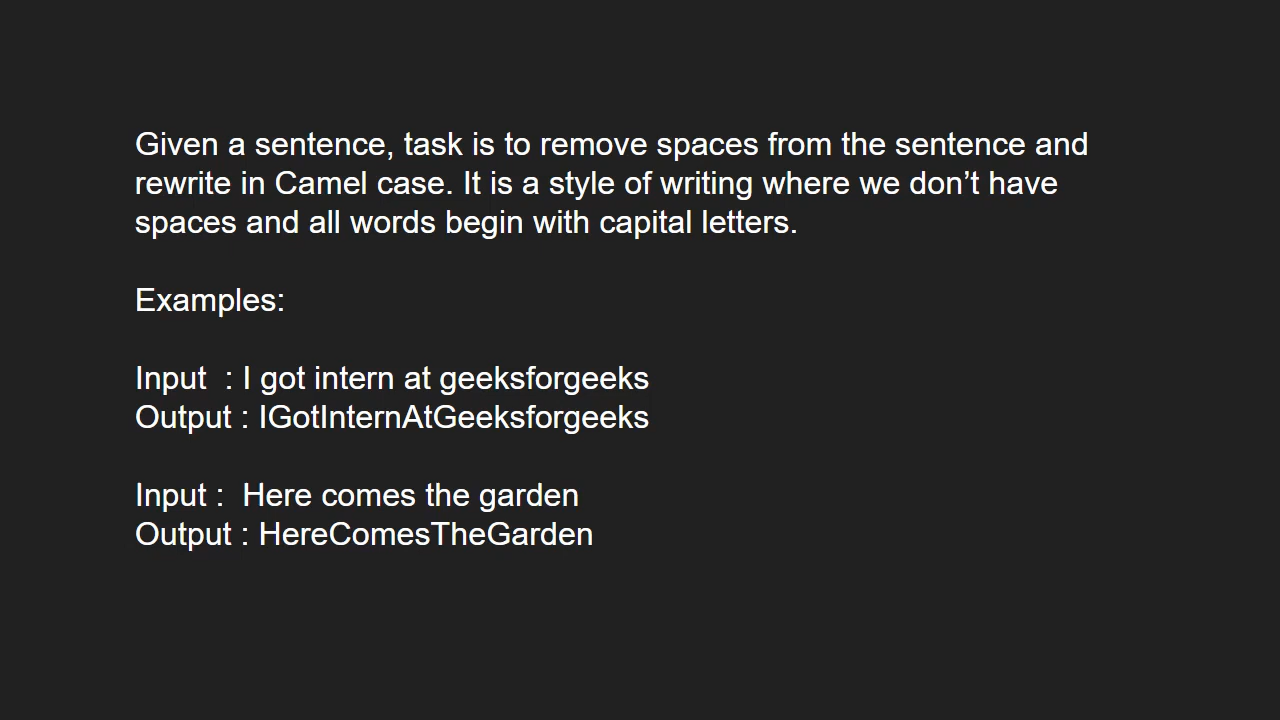 Given a sentence, task is to remove spaces from the sentence and
rewrite in Camel case. It is a style of writing where we don’t have
spaces and all words begin with capital letters.
Examples:
Input  : I got intern at geeksforgeeks
Output : IGotInternAtGeeksforgeeks
Input :  Here comes the garden
Output : HereComesTheGarden